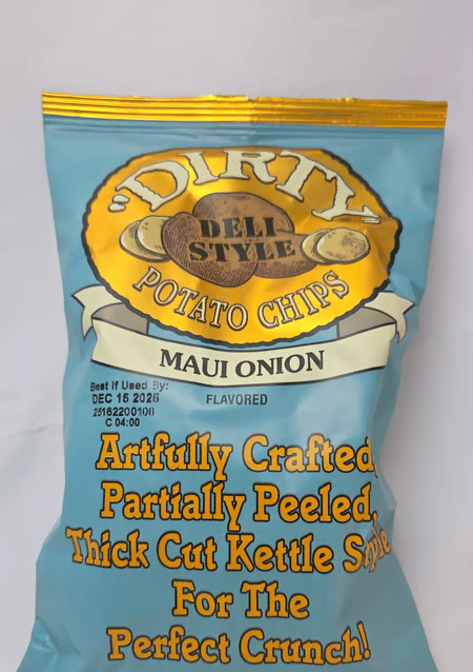 "DIRTY"
DELI
STYLE
POTATO CHIPS
MAUI ONION
FLAVORED
Best If Used By:
DEC 15 2025
25162200100
C 04:00
Artfully Crafted,
Partially Peeled,
Thick Cut Kettle Style
For The
Perfect Crunch!